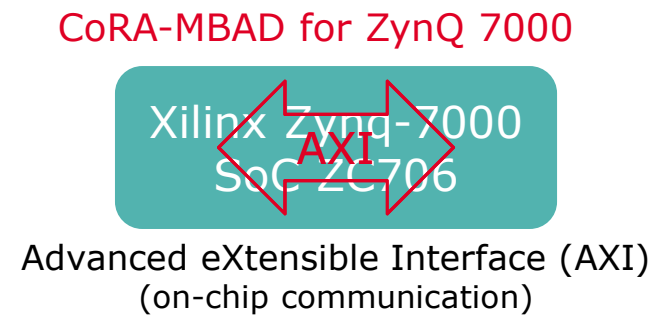 CoRA-MBAD for ZynQ 7000
Xilinx Zynq-7000
AXI
SoC ZC706
Advanced eXtensible Interface (AXI)
(on-chip communication)